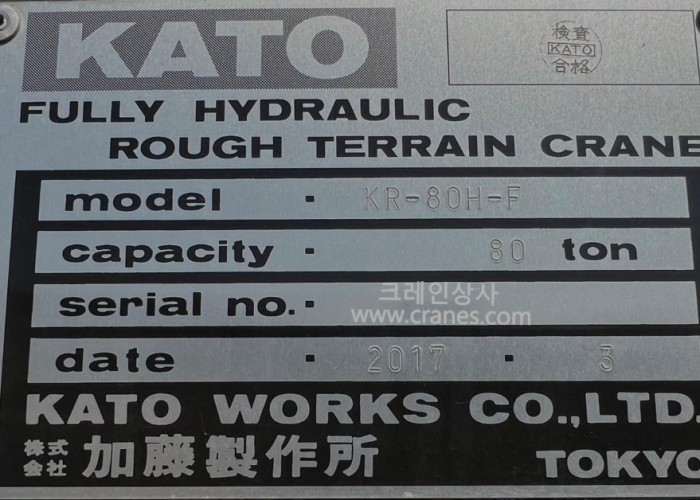 KATO
検査
KATO
合格
FULLY HYDRAULIC
ROUGH TERRAIN CRANE
model · KR-80H-F
capacity · 80 ton
serial no. ·
크레인상사
www.cranes.com
date · 2017 · 3
KATO WORKS CO.,LTD.
株式会社 加藤製作所 TOKYO